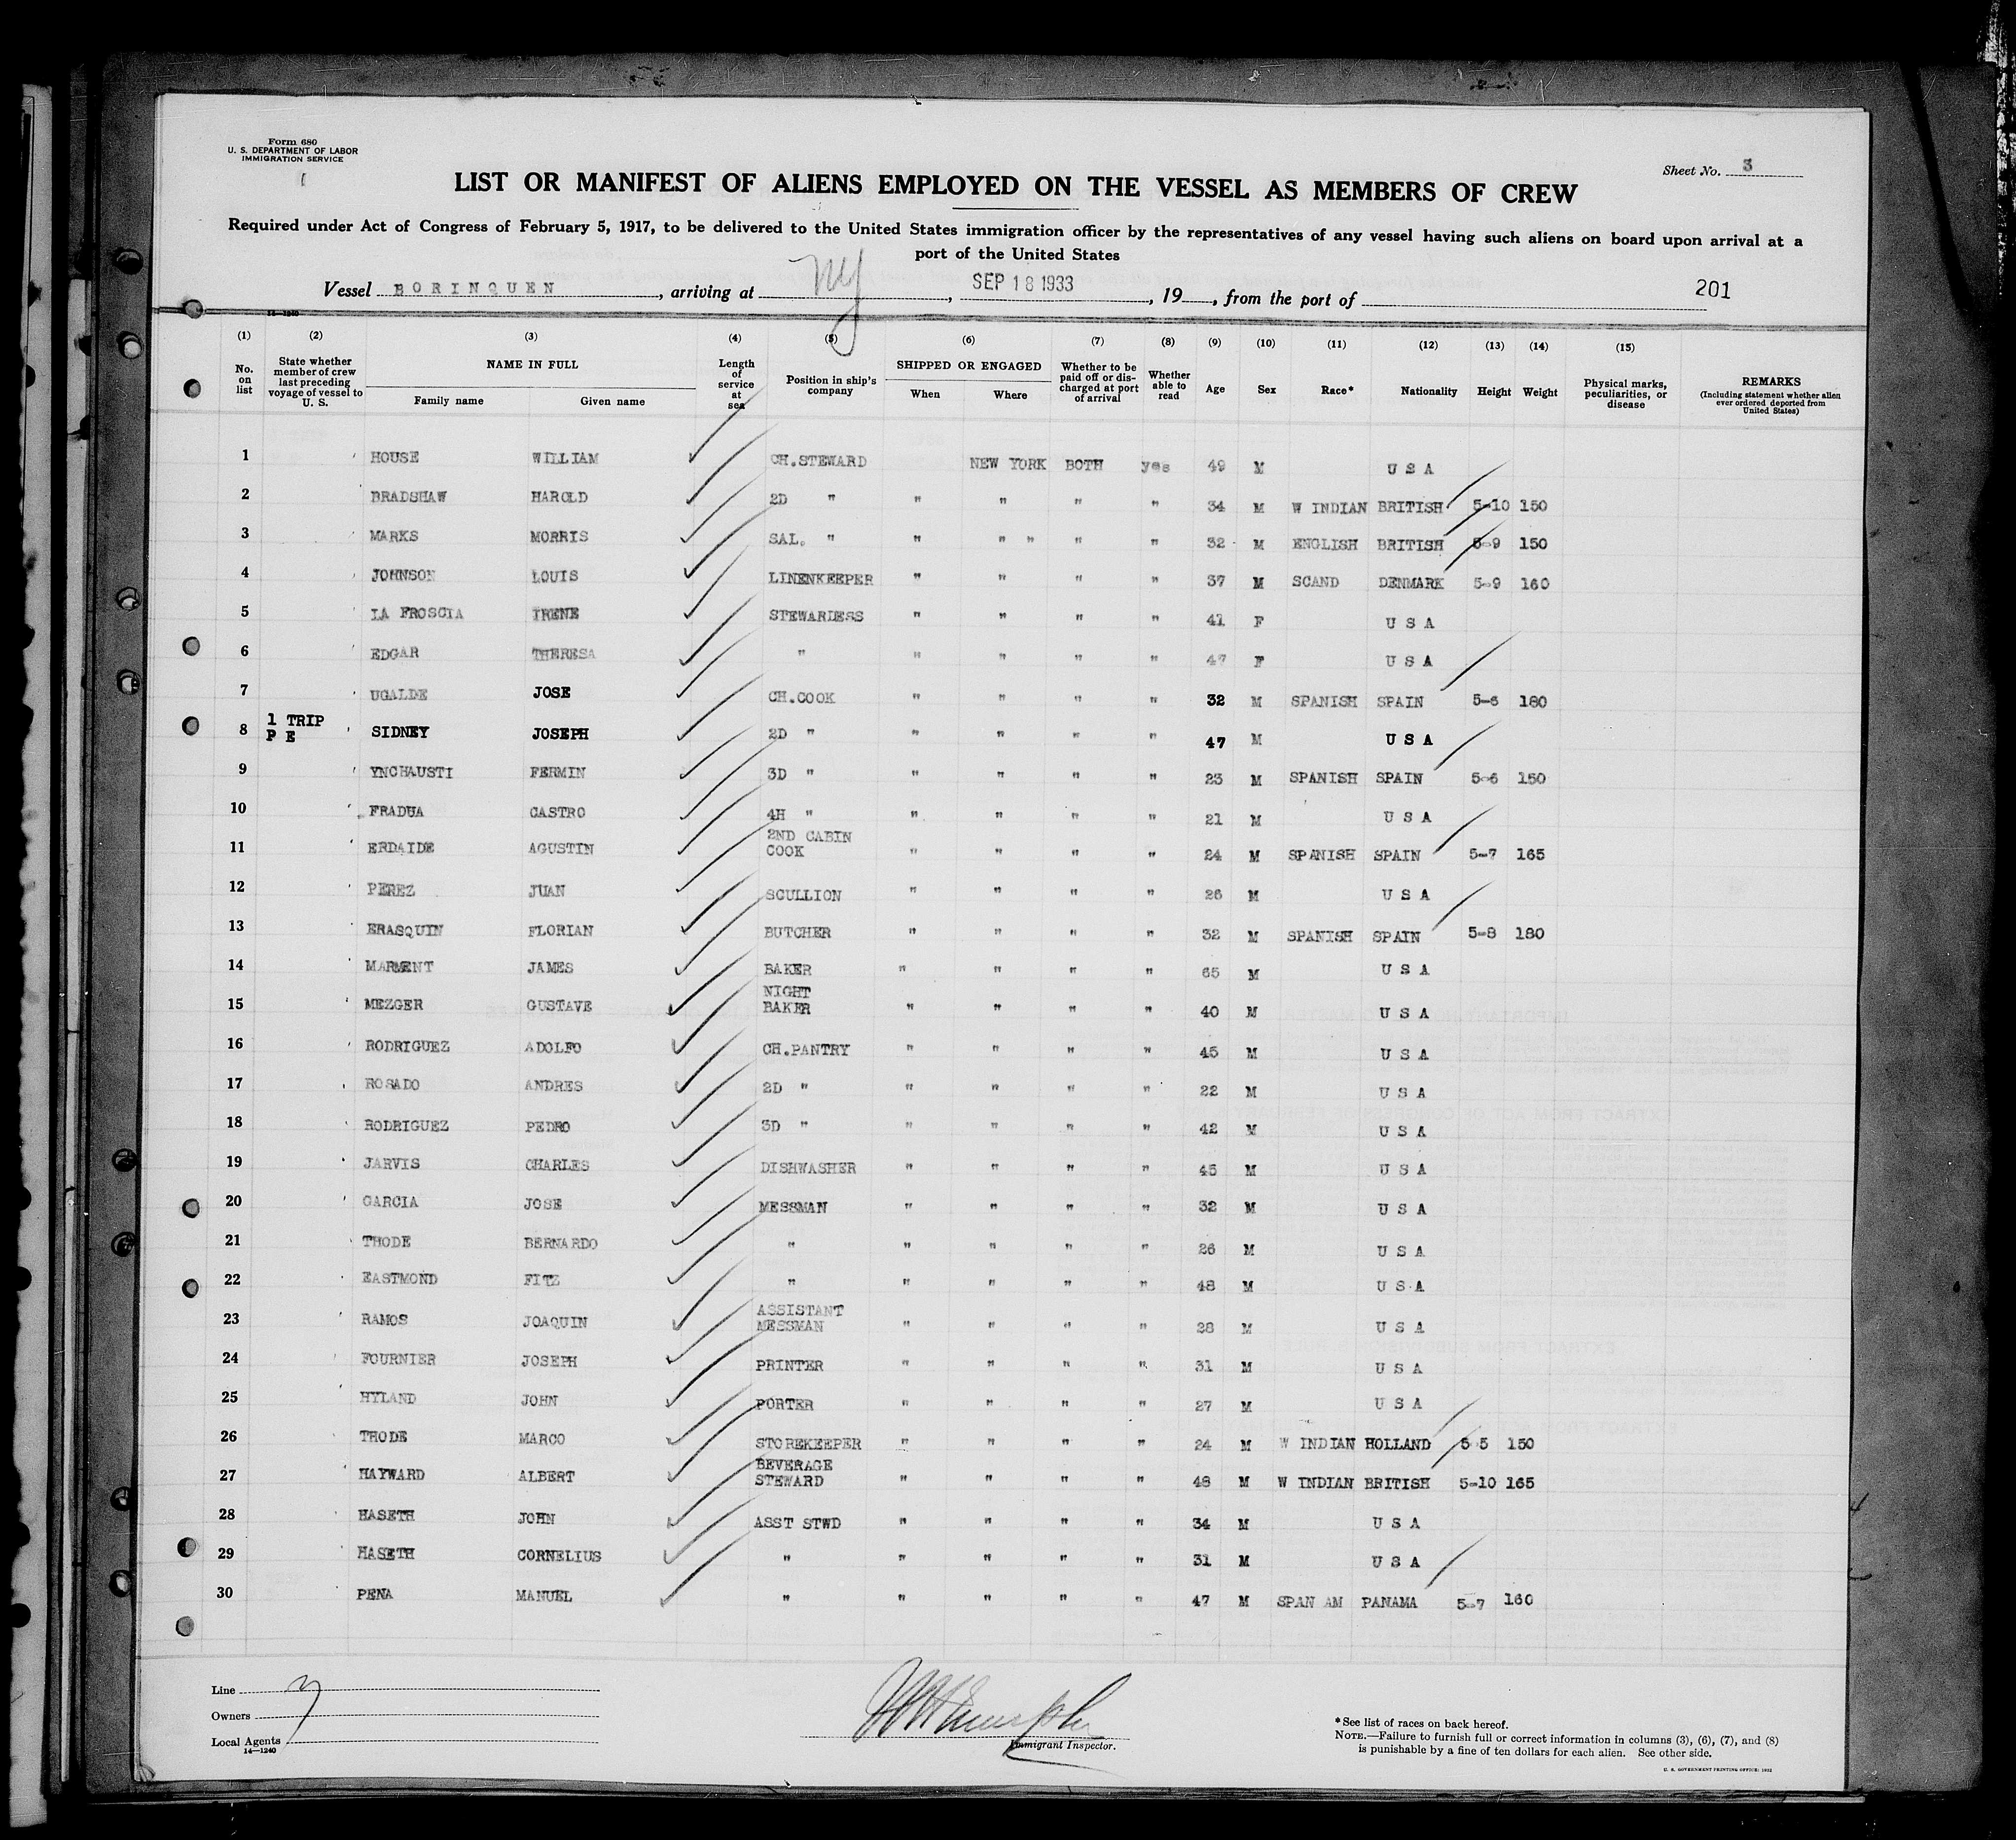 Form 680
U. S. DEPARTMENT OF LABOR
IMMIGRATION SERVICE
Sheet No. 3
LIST OR MANIFEST OF ALIENS EMPLOYED ON THE VESSEL AS MEMBERS OF CREW
Required under Act of Congress of February 5, 1917, to be delivered to the United States immigration officer by the representatives of any vessel having such aliens on board upon arrival at a
port of the United States
Vessel BORINQUEN, arriving at NY, SEP 18 1933, 19__, from the port of 201
14—1240
(1) (2) (3) (4) (5) (6) (7) (8) (9) (10) (11) (12) (13) (14) (15)
No. on list
State whether member of crew last preceding voyage of vessel to U. S.
NAME IN FULL
Family name Given name
Length of service at sea
Position in ship's company
SHIPPED OR ENGAGED
When Where
Whether to be paid off or discharged at port of arrival
Whether able to read
Age
Sex
Race*
Nationality
Height
Weight
Physical marks, peculiarities, or disease
REMARKS
(Including statement whether alien ever ordered deported from United States)
1 HOUSE WILLIAM CH.STEWARD NEW YORK BOTH yes 49 M U S A
2 BRADSHAW HAROLD 2D " " " " " 34 M W INDIAN BRITISH 5-10 150
3 MARKS MORRIS SAL. " " " " " " 32 M ENGLISH BRITISH 5-9 150
4 JOHNSON LOUIS LINENKEEPER " " " " 37 M SCAND DENMARK 5-9 160
5 LA FROSCIA IRENE STEWARDESS " " " " 41 F U S A
6 EDGAR THERESA " " " " " 47 F U S A
7 UGALDE JOSE CH.COOK " " " " 32 M SPANISH SPAIN 5-6 180
8 1 TRIP P E SIDNEY JOSEPH 2D " " " " " 47 M U S A
9 YNCHAUSTI FERMIN 3D " " " " " 23 M SPANISH SPAIN 5-6 150
10 FRADUA CASTRO 4H " " " " " 21 M U S A
11 ERDAIDE AGUSTIN 2ND CABIN COOK " " " " 24 M SPANISH SPAIN 5-7 165
12 PEREZ JUAN SCULLION " " " " 26 M U S A
13 ERASQUIN FLORIAN BUTCHER " " " " 32 M SPANISH SPAIN 5-8 180
14 MARMENT JAMES BAKER " " " " 65 M U S A
15 MEZGER GUSTAVE NIGHT BAKER " " " " 40 M U S A
16 RODRIGUEZ ADOLFO CH.PANTRY " " " " 45 M U S A
17 ROSADO ANDRES 2D " " " " " 22 M U S A
18 RODRIGUEZ PEDRO 3D " " " " " 42 M U S A
19 JARVIS CHARLES DISHWASHER " " " " 45 M U S A
20 GARCIA JOSE MESSMAN " " " " 32 M U S A
21 THODE BERNARDO " " " " " 26 M U S A
22 EASTMOND FITZ " " " " " 48 M U S A
23 RAMOS JOAQUIN ASSISTANT MESSMAN " " " " 28 M U S A
24 FOURNIER JOSEPH PRINTER " " " " 31 M U S A
25 HYLAND JOHN PORTER " " " " 27 M U S A
26 THODE MARCO STOREKEEPER " " " " 24 M W INDIAN HOLLAND 5-5 150
27 HAYWARD ALBERT BEVERAGE STEWARD " " " " 48 M W INDIAN BRITISH 5-10 165
28 HASETH JOHN ASST STWD " " " " 34 M U S A
29 HASETH CORNELIUS " " " " " 31 M U S A
30 PENA MANUEL " " " " " 47 M SPAN AM PANAMA 5-7 160
Line
Owners
Local Agents
14—1240
Immigrant Inspector.
*See list of races on back hereof.
NOTE.—Failure to furnish full or correct information in columns (3), (6), (7), and (8)
is punishable by a fine of ten dollars for each alien. See other side.
U. S. GOVERNMENT PRINTING OFFICE: 1932